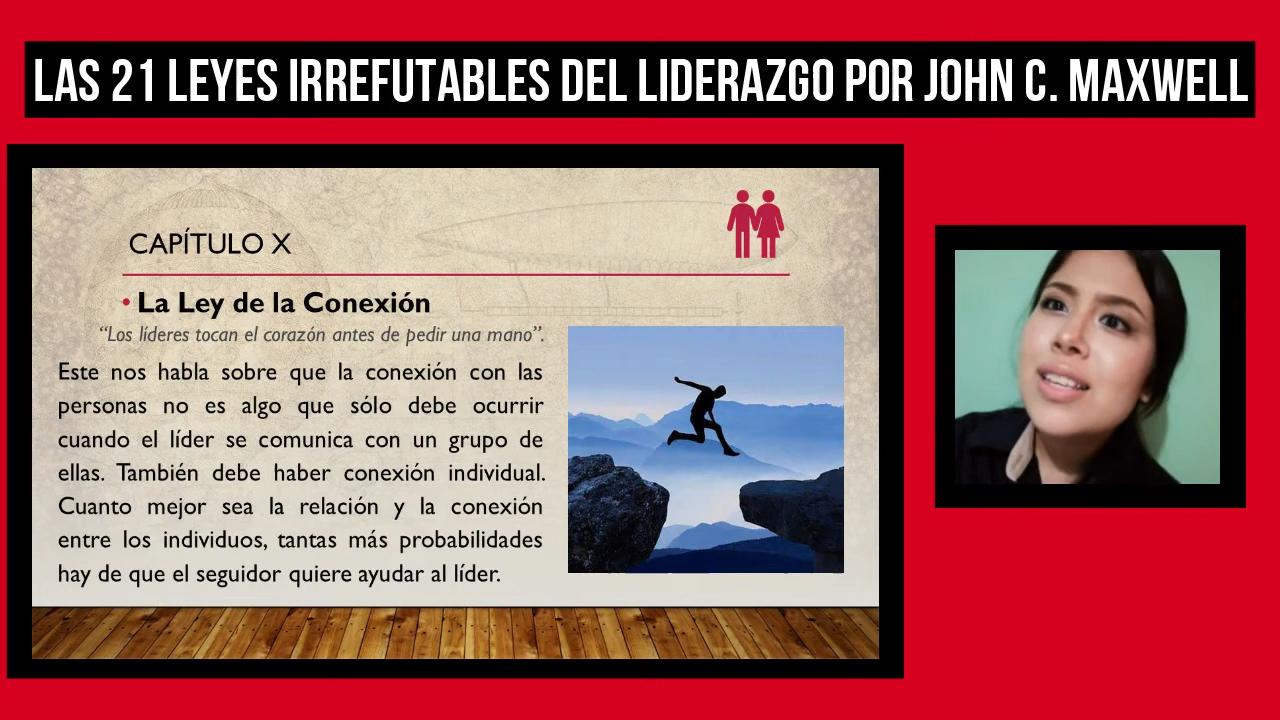 LAS 21 LEYES IRREFUTABLES DEL LIDERAZGO POR JOHN C. MAXWELL
CAPÍTULO X
• La Ley de la Conexión
“Los líderes tocan el corazón antes de pedir una mano”.
Este nos habla sobre que la conexión con las
personas no es algo que sólo debe ocurrir
cuando el líder se comunica con un grupo de
ellas. También debe haber conexión individual.
Cuanto mejor sea la relación y la conexión
entre los individuos, tantas más probabilidades
hay de que el seguidor quiere ayudar al líder.